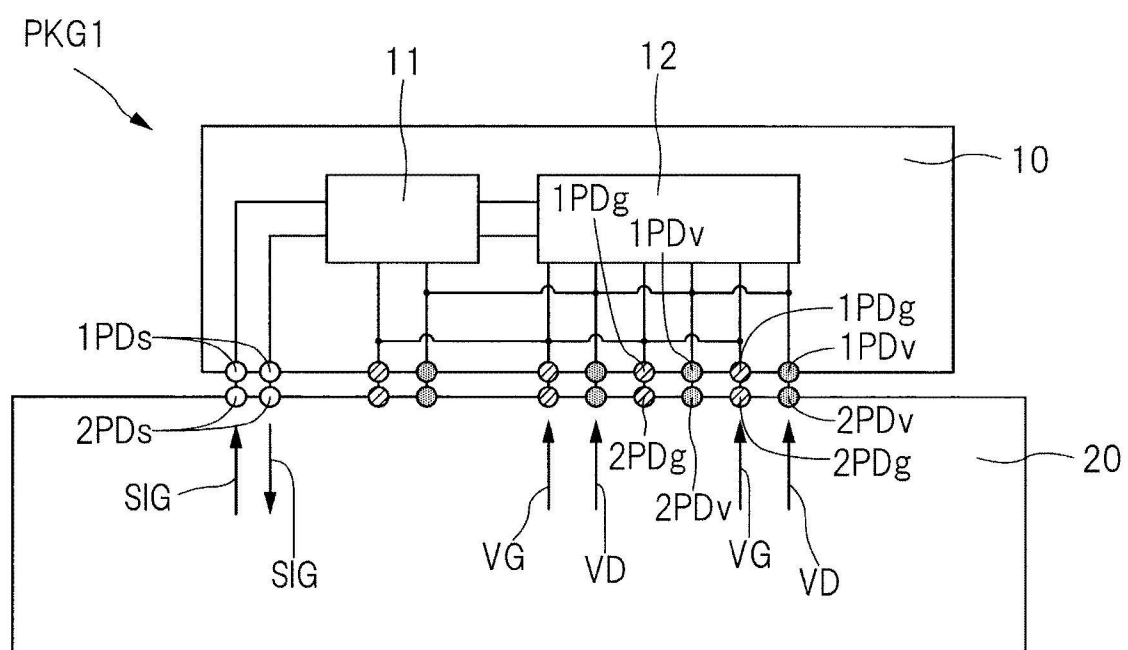 PKG1
11
12
10
1PDg
1PDv
1PDs
1PDg
1PDv
2PDs
2PDg
2PDv
2PDv
2PDg
20
SIG
SIG
VG
VD
VG
VD